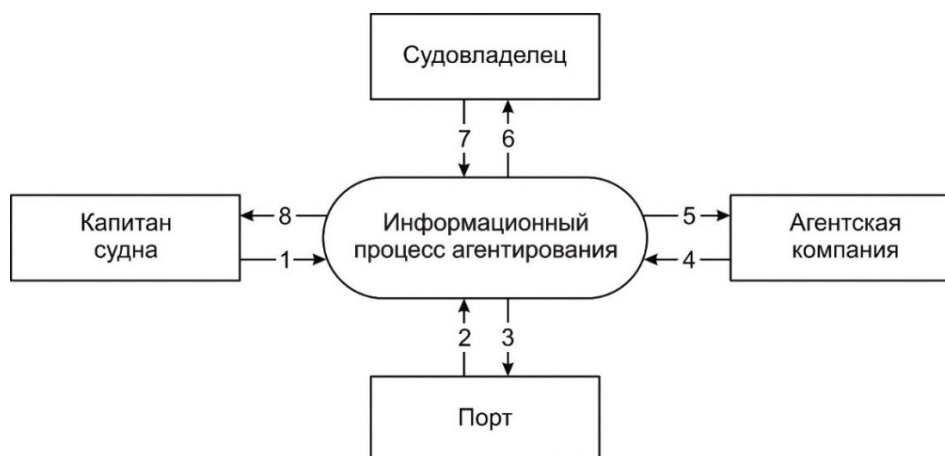 Судовладелец
7
6
Капитан
судна
8
1
Информационный
процесс агентирования
5
4
Агентская
компания
2
3
Порт